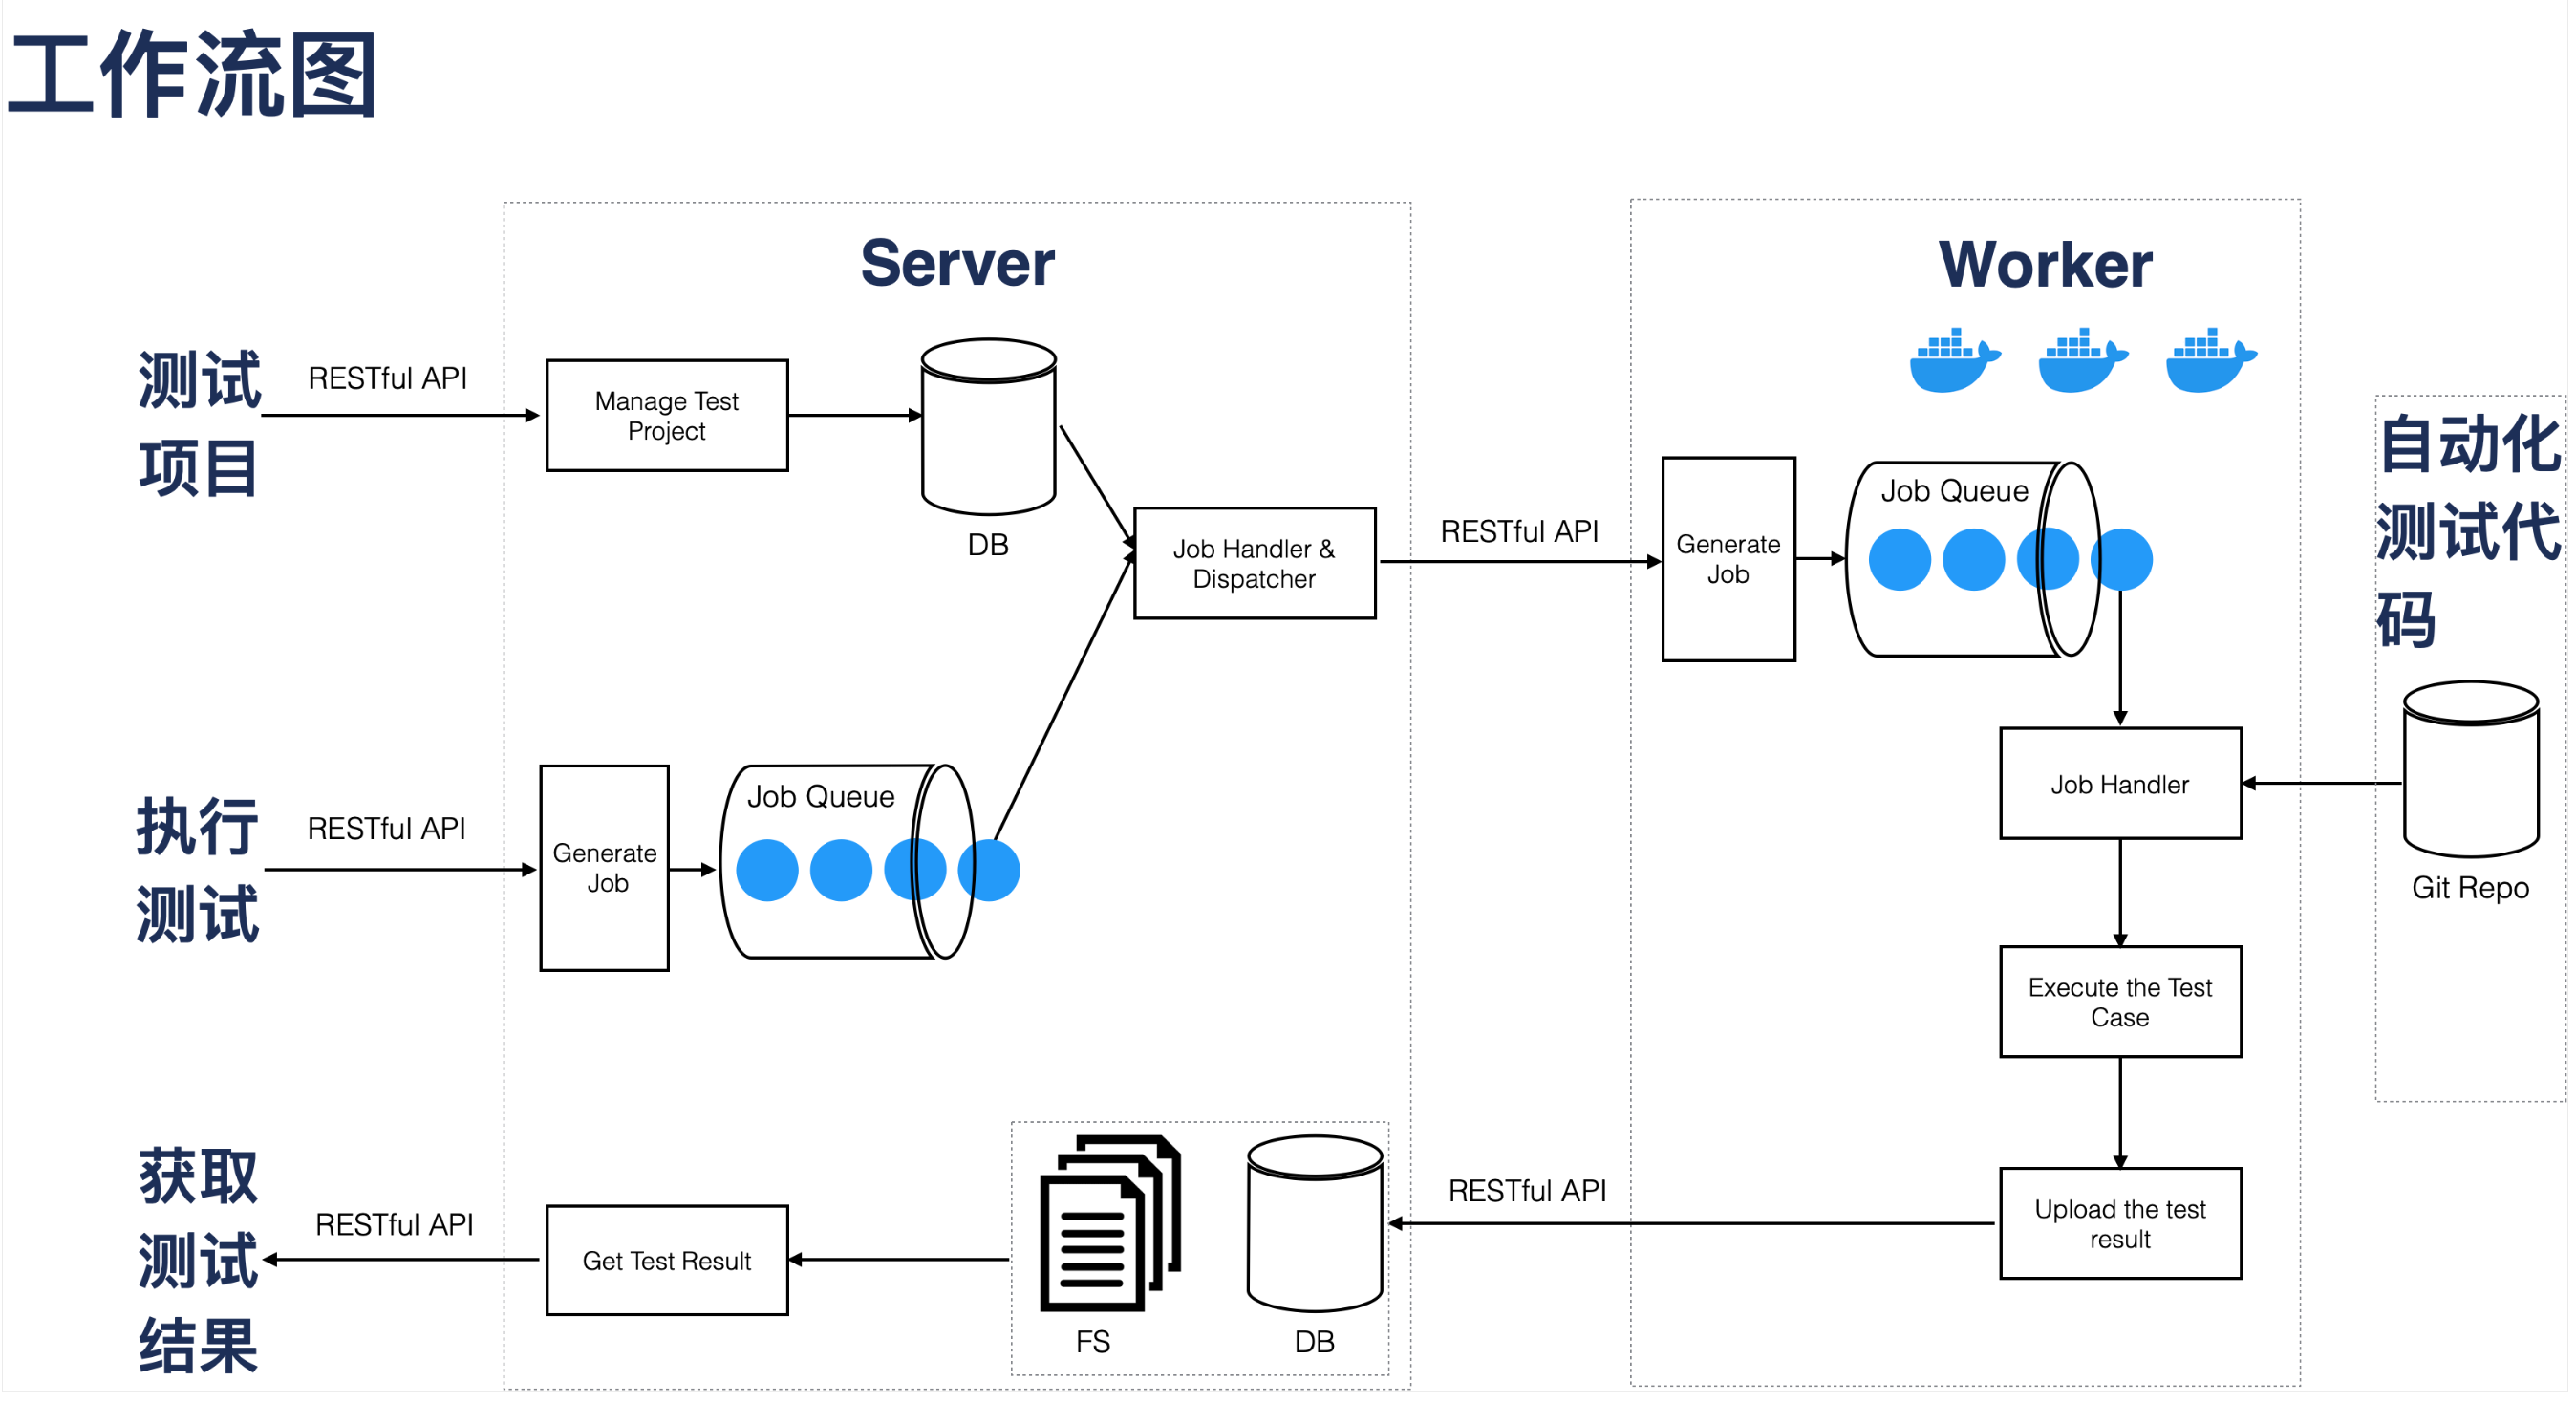 工作流图
Server
Worker
测试
项目
RESTful API
Manage Test
Project
DB
Job Handler &
Dispatcher
RESTful API
Generate
Job
Job Queue
自动化
测试代
码
Job Handler
Git Repo
执行
测试
RESTful API
Generate
Job
Job Queue
Execute the Test
Case
获取
测试
结果
RESTful API
Get Test Result
FS
DB
RESTful API
Upload the test
result